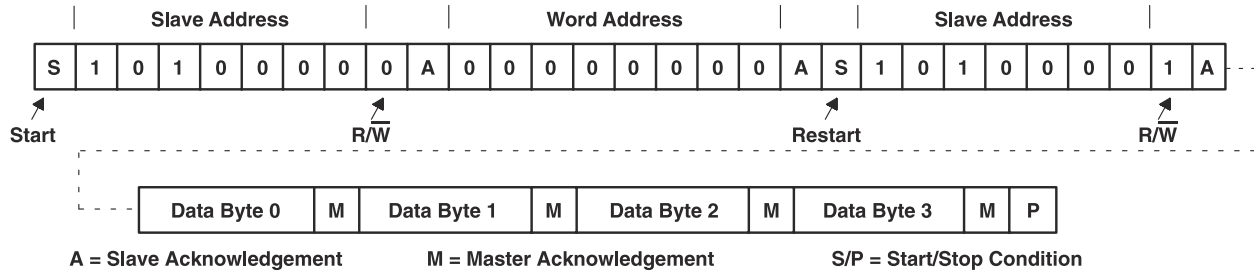 Slave Address Word Address Slave Address
S 1 0 1 0 0 0 0 0 A 0 0 0 0 0 0 0 0 A S 1 0 1 0 0 0 0 1 A
Start R/W̅ Restart R/W̅
Data Byte 0 M Data Byte 1 M Data Byte 2 M Data Byte 3 M P
A = Slave Acknowledgement M = Master Acknowledgement S/P = Start/Stop Condition